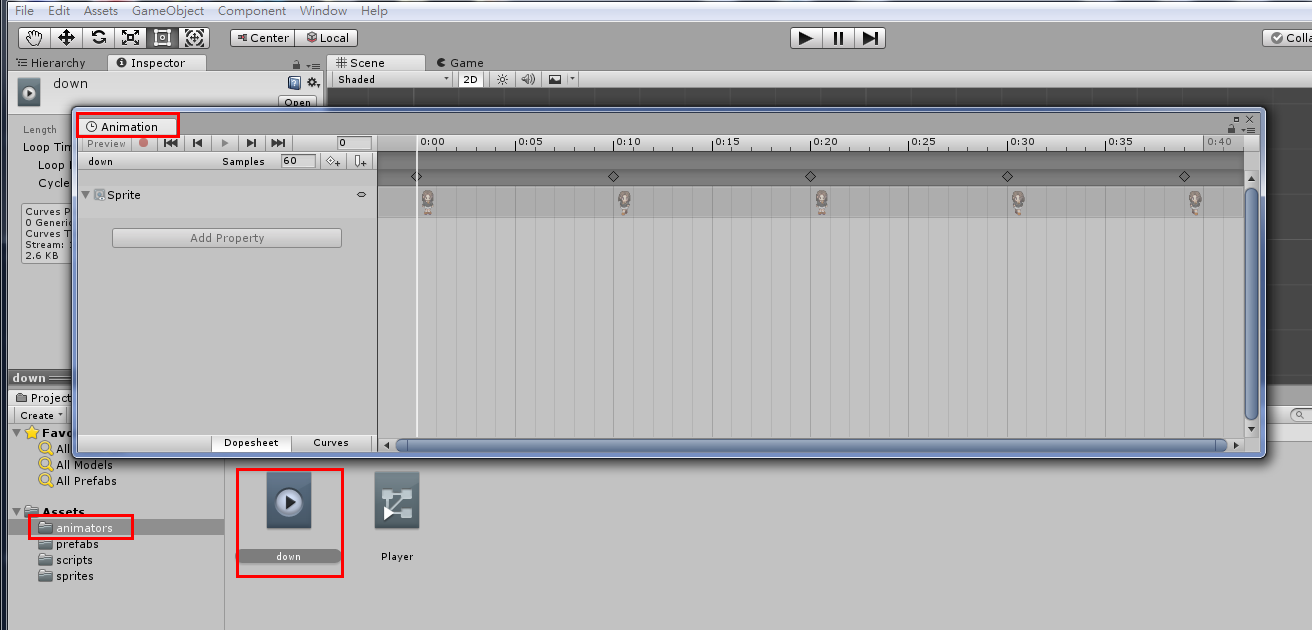 File Edit Assets GameObject Component Window Help
Center Local Colla
Hierarchy Inspector Scene Game
down Shaded 2D
Open
Animation
Length
Preview 0 0:00 0:05 0:10 0:15 0:20 0:25 0:30 0:35 0:40
Loop Tim
down Samples 60
Loop
Cycle
Sprite
Curves P
0 Generic
Curves T
Add Property
Stream:
2.6 KB
down
Project
Create
Dopesheet Curves
Favo
All
All Models
All Prefabs
Assets
animators
prefabs
down Player
scripts
sprites